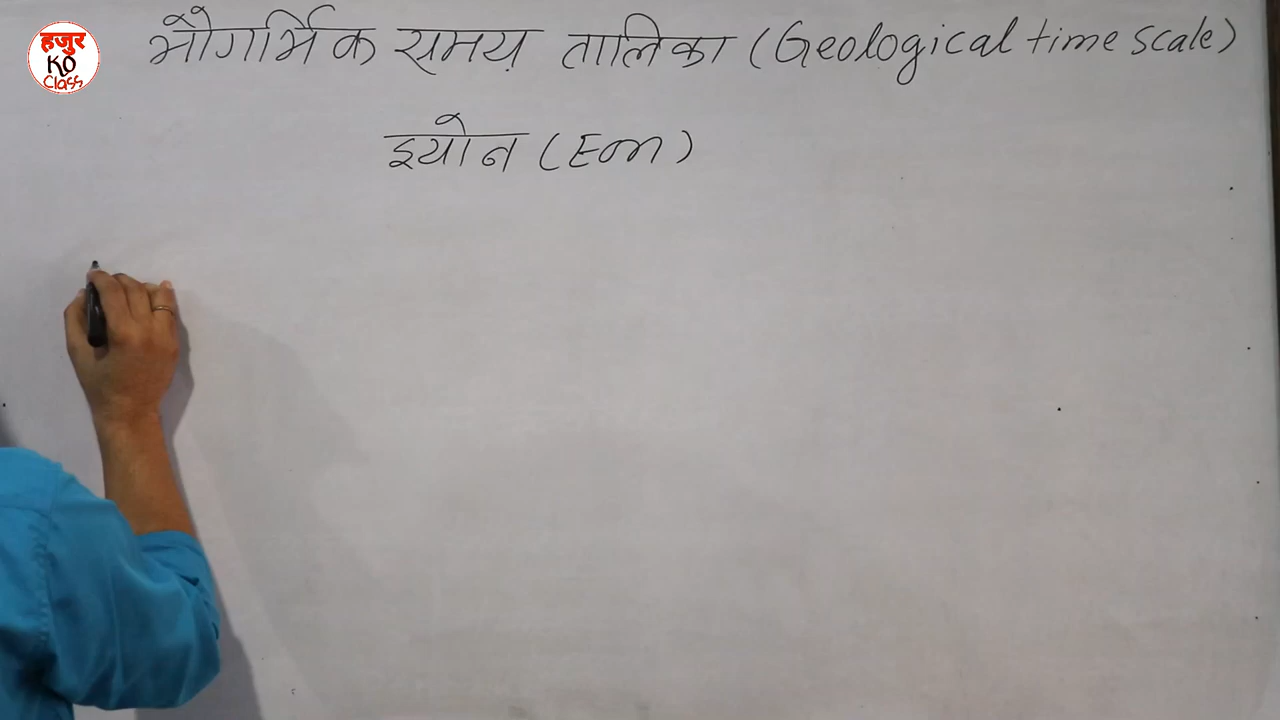 हजुर
KO
Class
भौगर्भिक समय तालिका (Geological time scale)
इयोन (Eon)